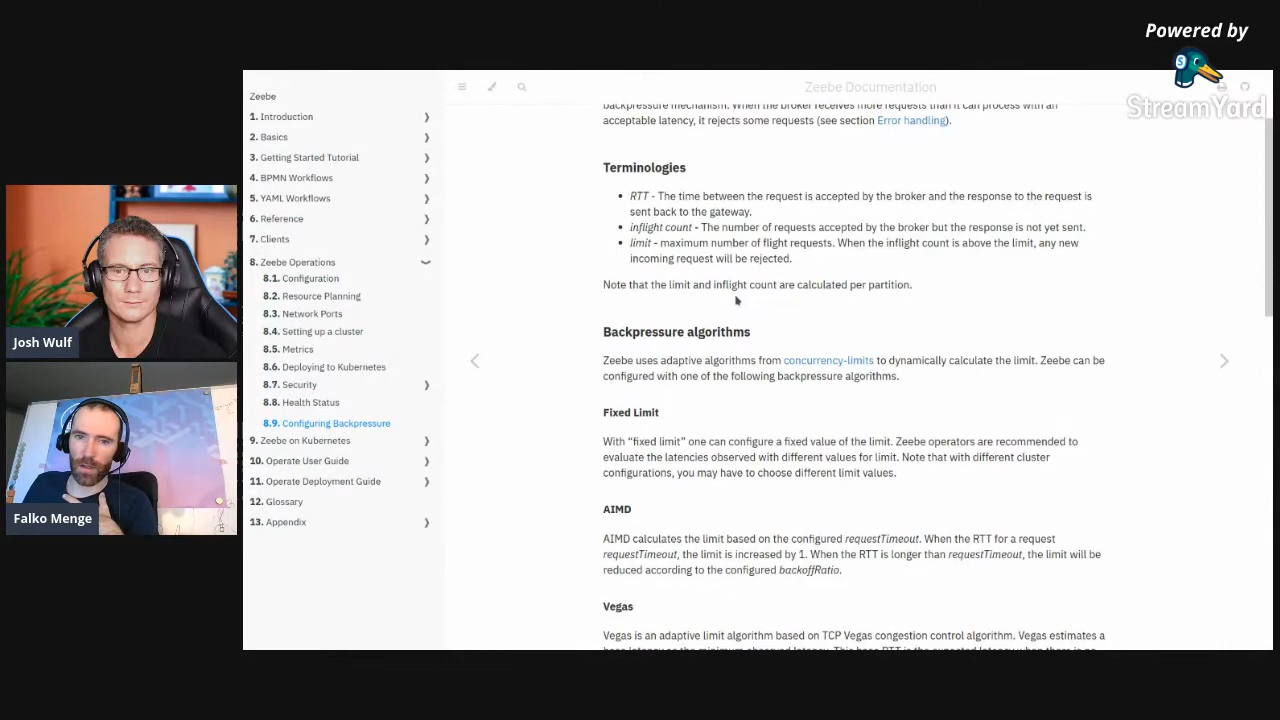 Powered by
StreamYard
Zeebe
1. Introduction
2. Basics
3. Getting Started Tutorial
4. BPMN Workflows
5. YAML Workflows
6. Reference
7. Clients
8. Zeebe Operations
8.1. Configuration
8.2. Resource Planning
8.3. Network Ports
8.4. Setting up a cluster
8.5. Metrics
8.6. Deploying to Kubernetes
8.7. Security
8.8. Health Status
8.9. Configuring Backpressure
9. Zeebe on Kubernetes
10. Operate User Guide
11. Operate Deployment Guide
12. Glossary
13. Appendix
Zeebe Documentation
backpressure mechanism. When the broker receives more requests than it can process with
acceptable latency, it rejects some requests (see section Error handling).
Terminologies
• RTT - The time between the request is accepted by the broker and the response to the request is
sent back to the gateway.
• inflight count - The number of requests accepted by the broker but the response is not yet sent.
• limit - maximum number of flight requests. When the inflight count is above the limit, any new
incoming request will be rejected.
Note that the limit and inflight count are calculated per partition.
Backpressure algorithms
Zeebe uses adaptive algorithms from concurrency-limits to dynamically calculate the limit. Zeebe can be
configured with one of the following backpressure algorithms.
Fixed Limit
With “fixed limit” one can configure a fixed value of the limit. Zeebe operators are recommended to
evaluate the latencies observed with different values for limit. Note that with different cluster
configurations, you may have to choose different limit values.
AIMD
AIMD calculates the limit based on the configured requestTimeout. When the RTT for a request
requestTimeout, the limit is increased by 1. When the RTT is longer than requestTimeout, the limit will be
reduced according to the configured backoffRatio.
Vegas
Vegas is an adaptive limit algorithm based on TCP Vegas congestion control algorithm. Vegas estimates a
Josh Wulf
Falko Menge